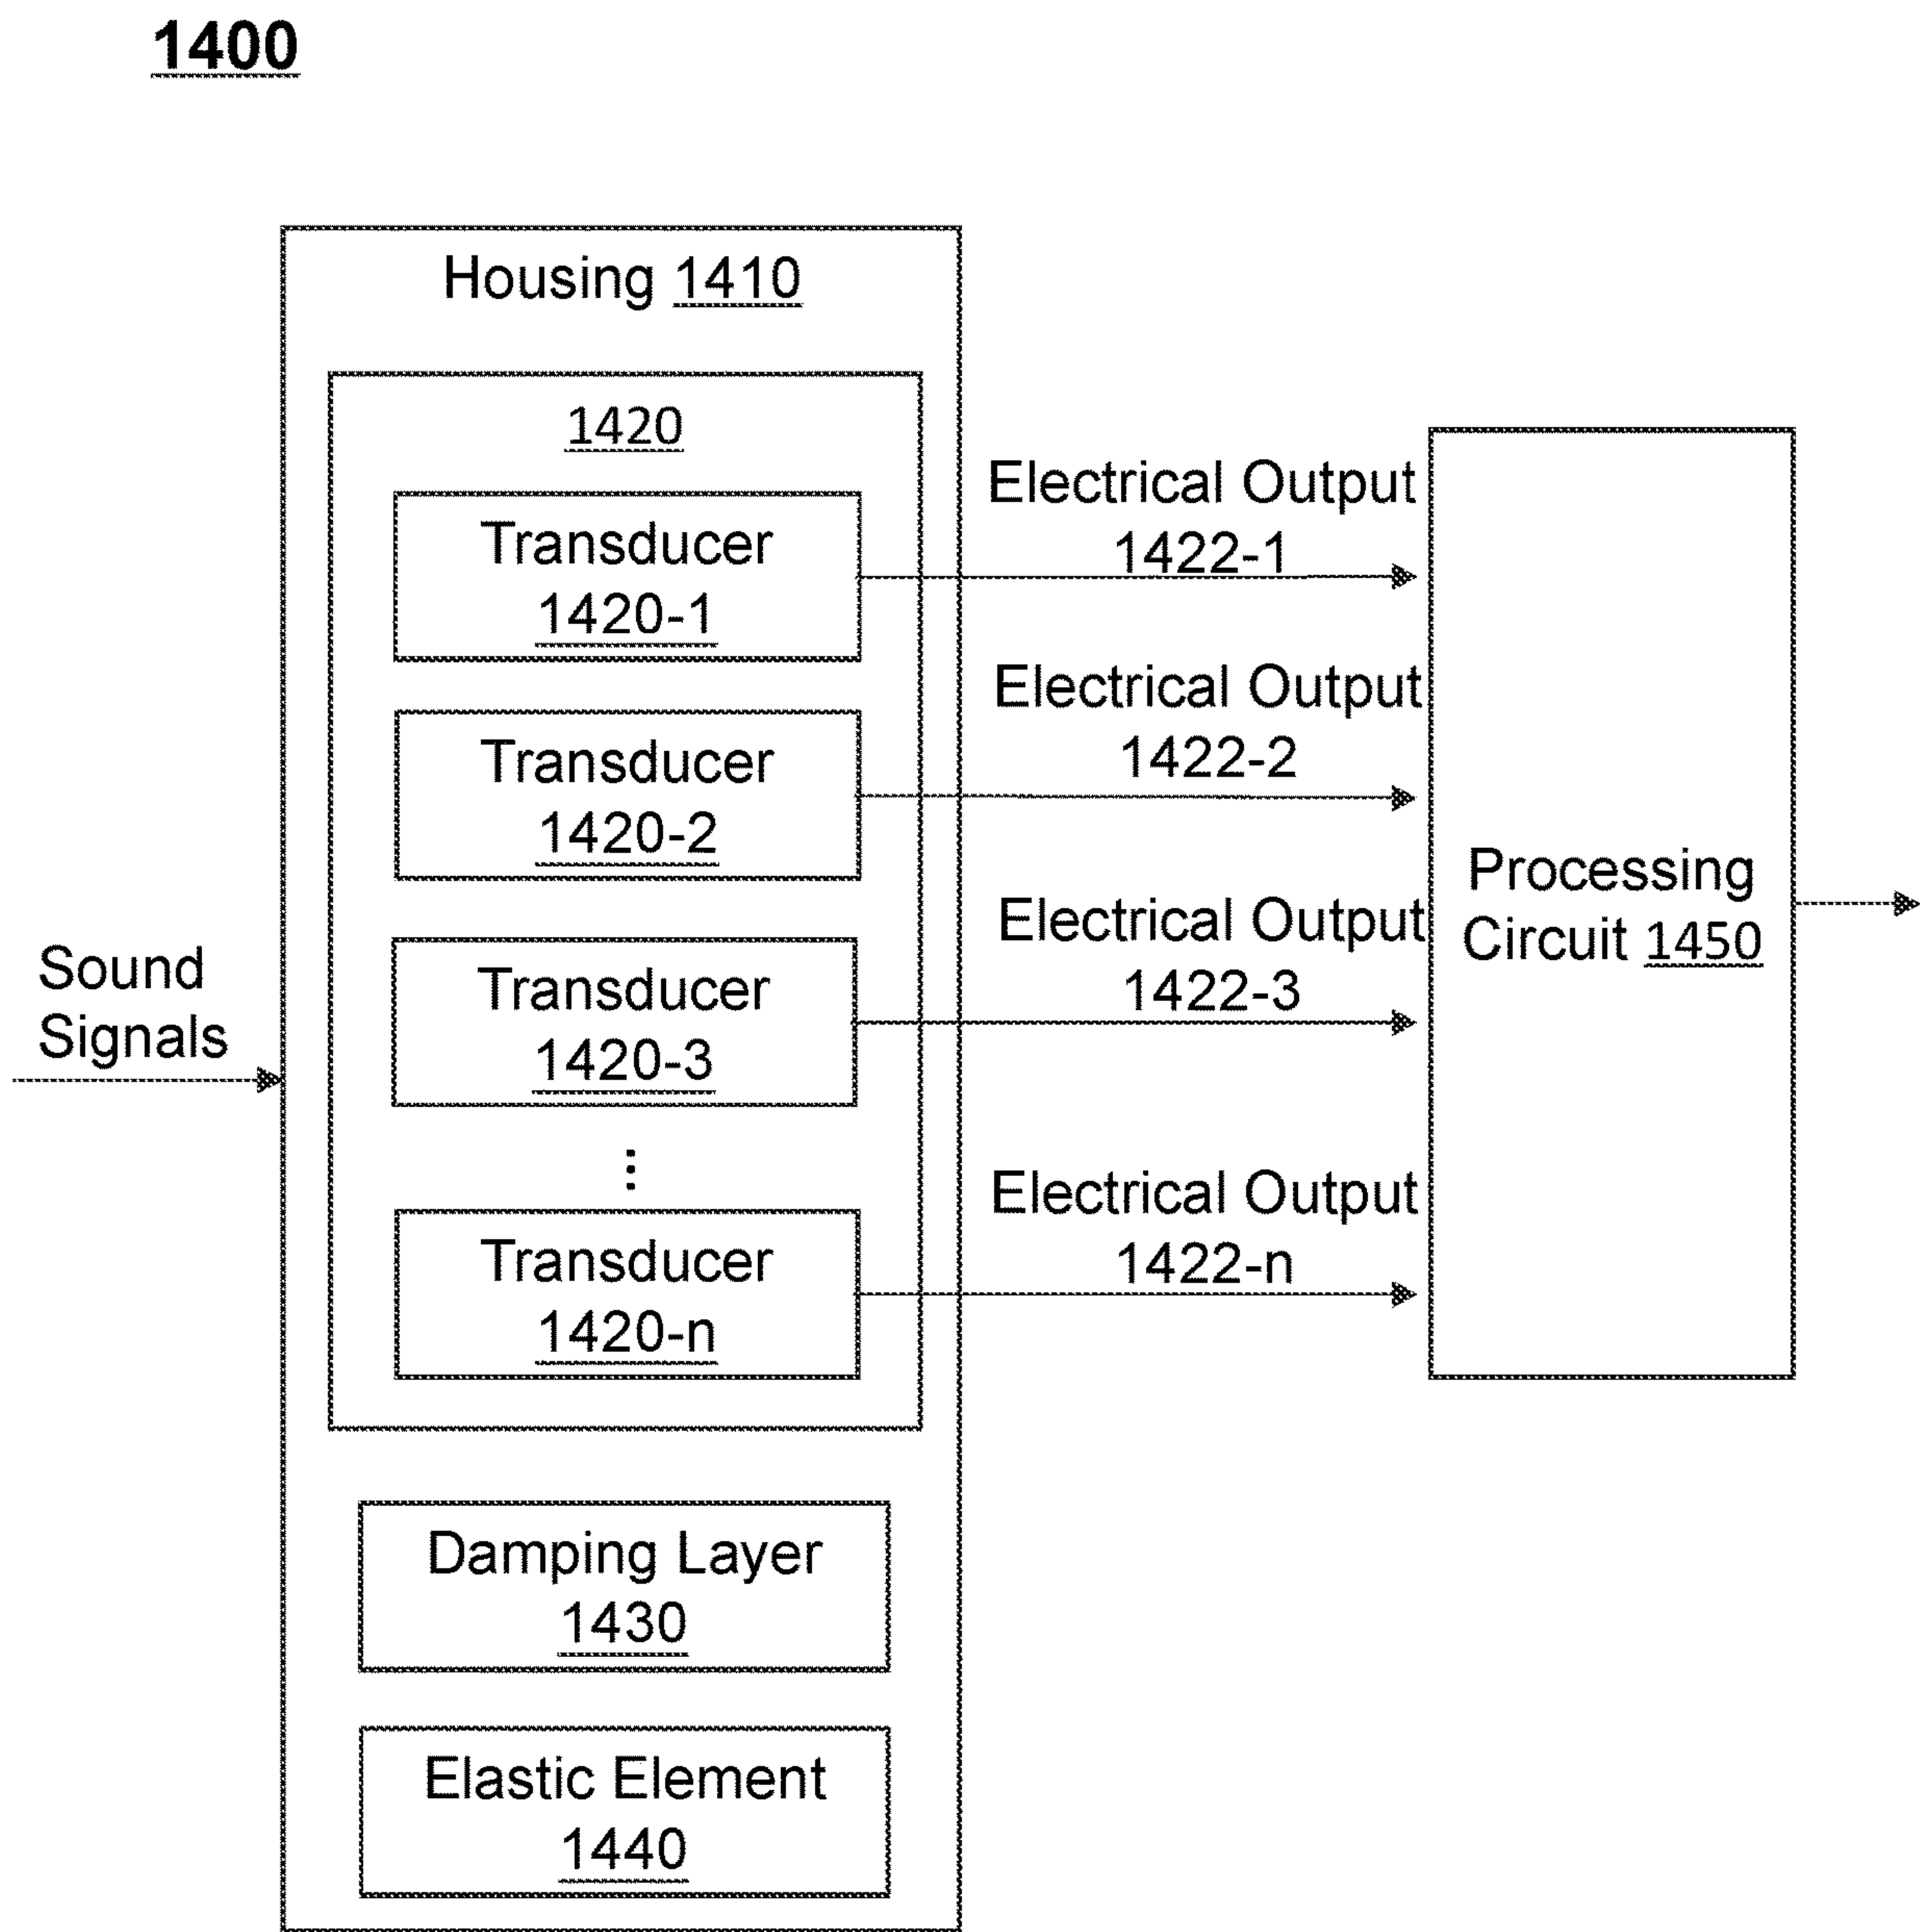 1400
Housing 1410
1420
Transducer
1420-1
Electrical Output
1422-1
Transducer
1420-2
Electrical Output
1422-2
Transducer
1420-3
Electrical Output
1422-3
⋮
Transducer
1420-n
Electrical Output
1422-n
Sound
Signals
Processing
Circuit 1450
Damping Layer
1430
Elastic Element
1440